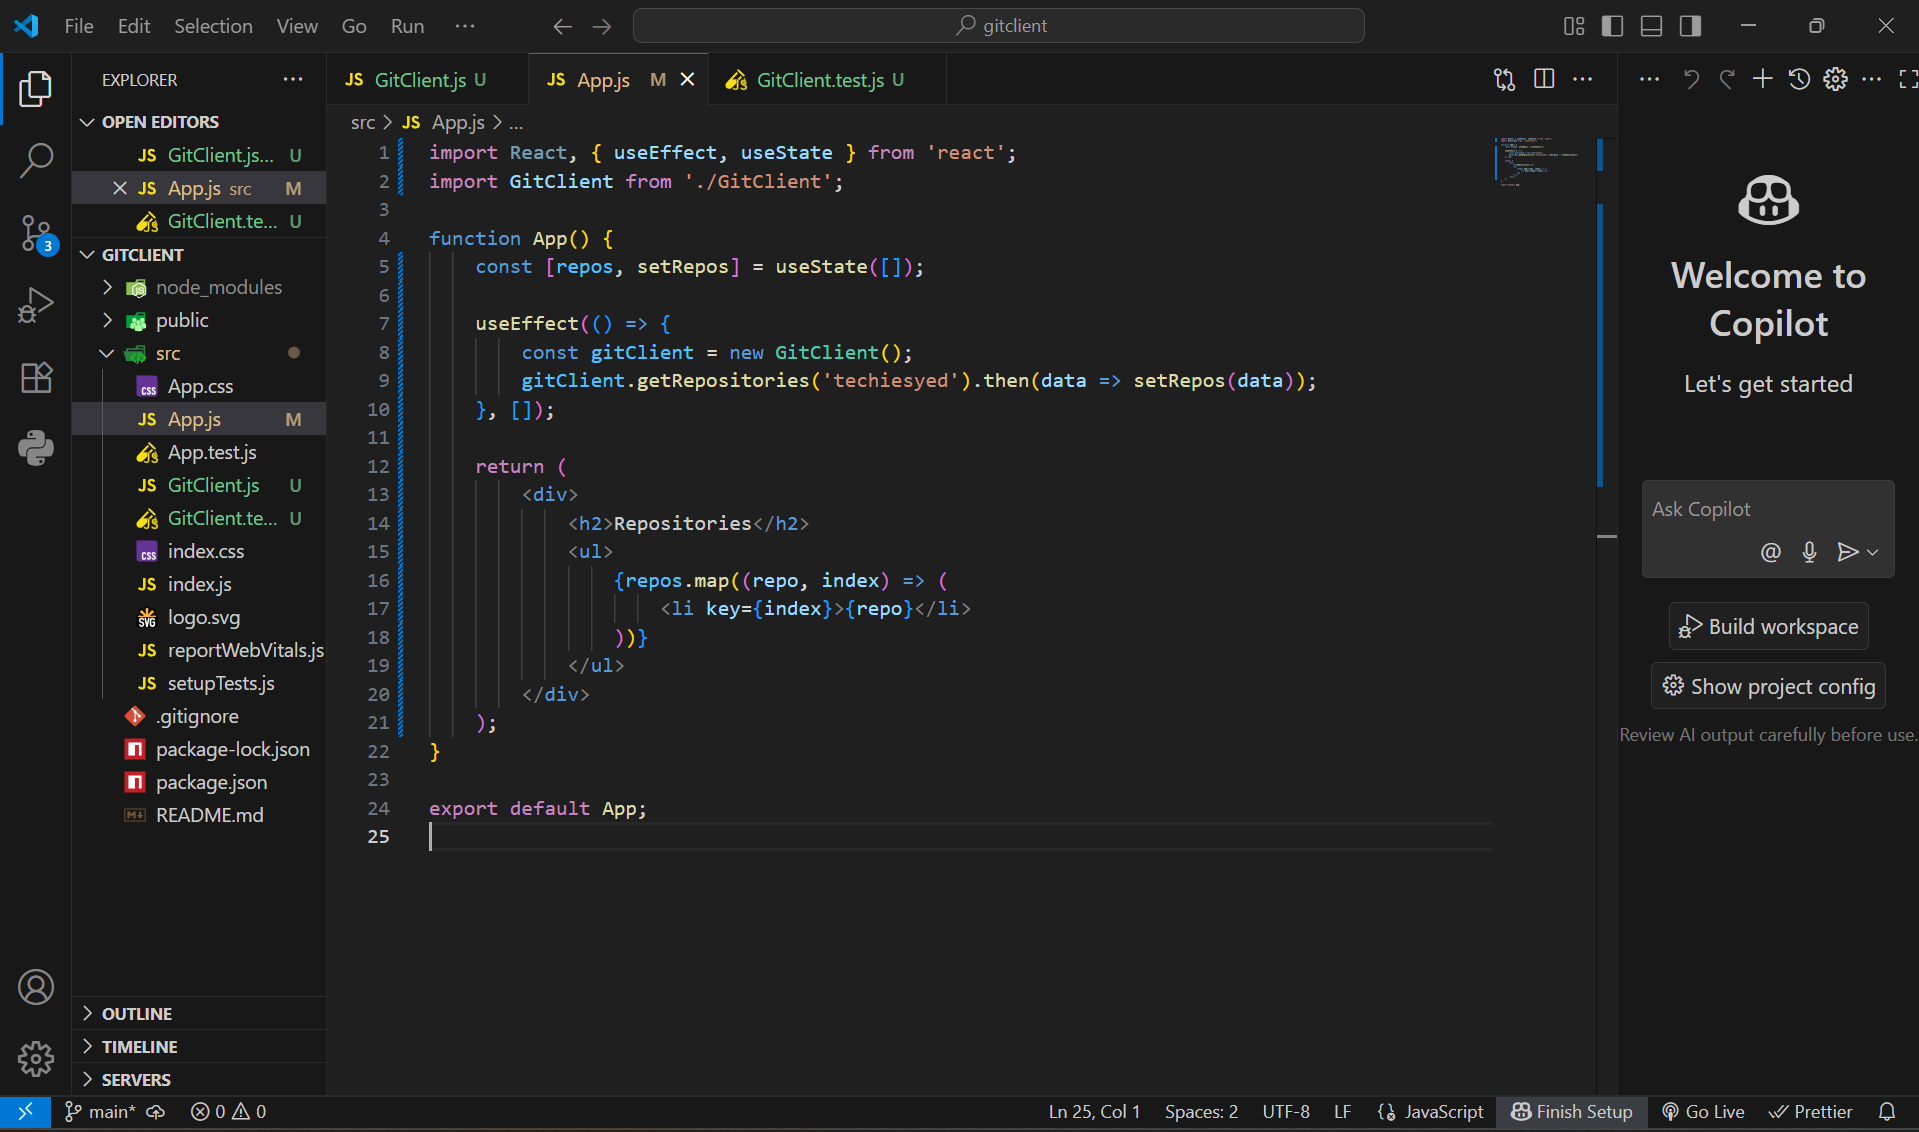 File Edit Selection View Go Run ··· gitclient
EXPLORER ···
OPEN EDITORS
JS GitClient.js... U
JS App.js src M
GitClient.te... U
GITCLIENT
node_modules
public
src
CSS App.css
JS App.js M
App.test.js
JS GitClient.js U
GitClient.te... U
CSS index.css
JS index.js
SVG logo.svg
JS reportWebVitals.js
JS setupTests.js
.gitignore
package-lock.json
package.json
README.md
OUTLINE
TIMELINE
SERVERS
3
JS GitClient.js U JS App.js M GitClient.test.js U
src > JS App.js > ...
1 import React, { useEffect, useState } from 'react';
2 import GitClient from './GitClient';
3
4 function App() {
5 const [repos, setRepos] = useState([]);
6
7 useEffect(() => {
8 const gitClient = new GitClient();
9 gitClient.getRepositories('techiesyed').then(data => setRepos(data));
10 }, []);
11
12 return (
13 <div>
14 <h2>Repositories</h2>
15 <ul>
16 {repos.map((repo, index) => (
17 <li key={index}>{repo}</li>
18 ))}
19 </ul>
20 </div>
21 );
22 }
23
24 export default App;
25
Welcome to
Copilot
Let's get started
Ask Copilot
@
Build workspace
Show project config
Review AI output carefully before use.
main* 0 0 Ln 25, Col 1 Spaces: 2 UTF-8 LF JavaScript Finish Setup Go Live Prettier